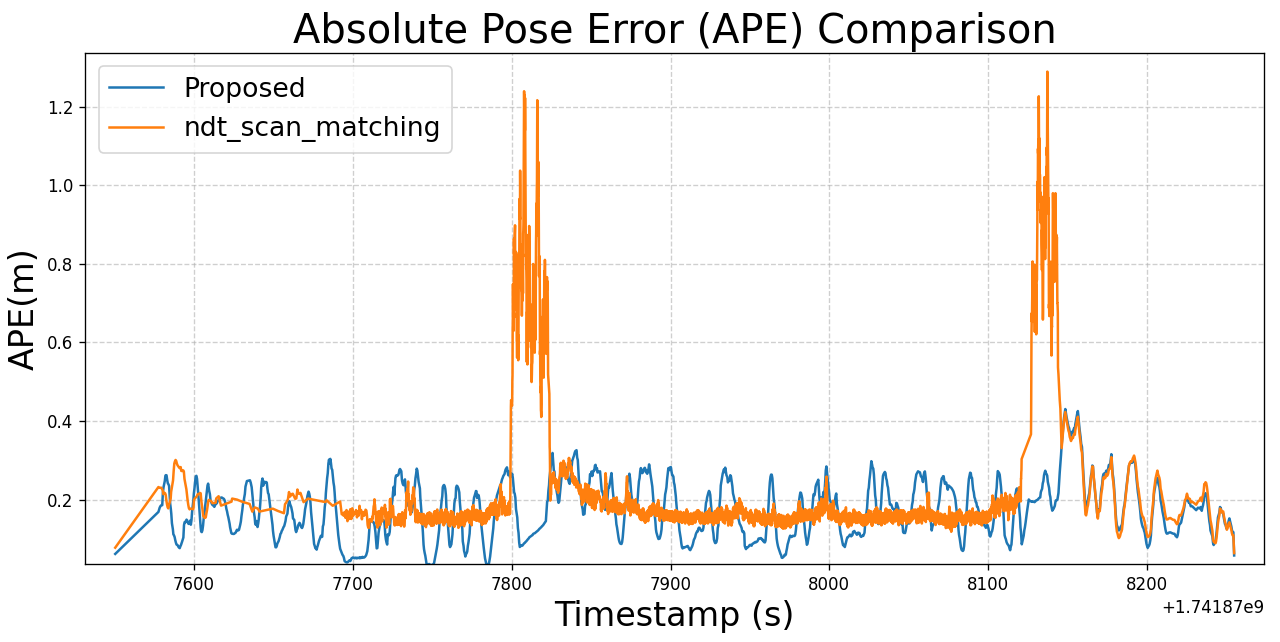 Absolute Pose Error (APE) Comparison
Proposed
ndt_scan_matching
APE(m)
1.2
1.0
0.8
0.6
0.4
0.2
7600 7700 7800 7900 8000 8100 8200
+1.74187e9
Timestamp (s)